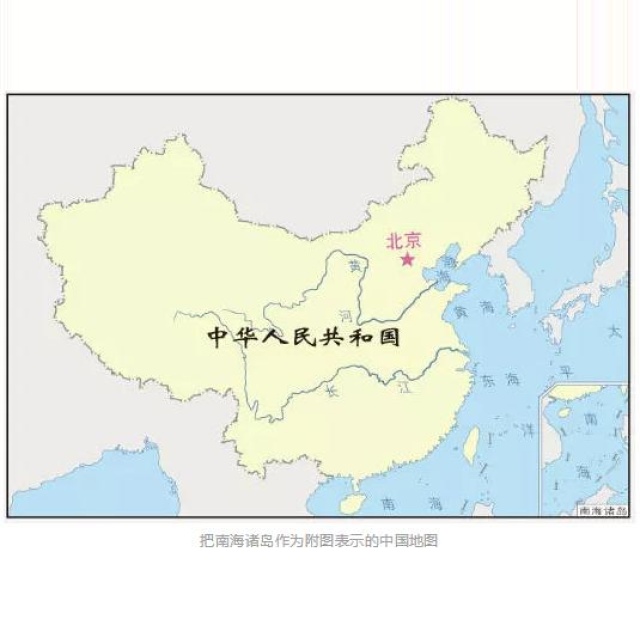 北京
渤
海
黄
河
黄 海
中华人民共和国
太
平
洋
东 海
长 江
南
海
南 海
南海诸岛
把南海诸岛作为附图表示的中国地图